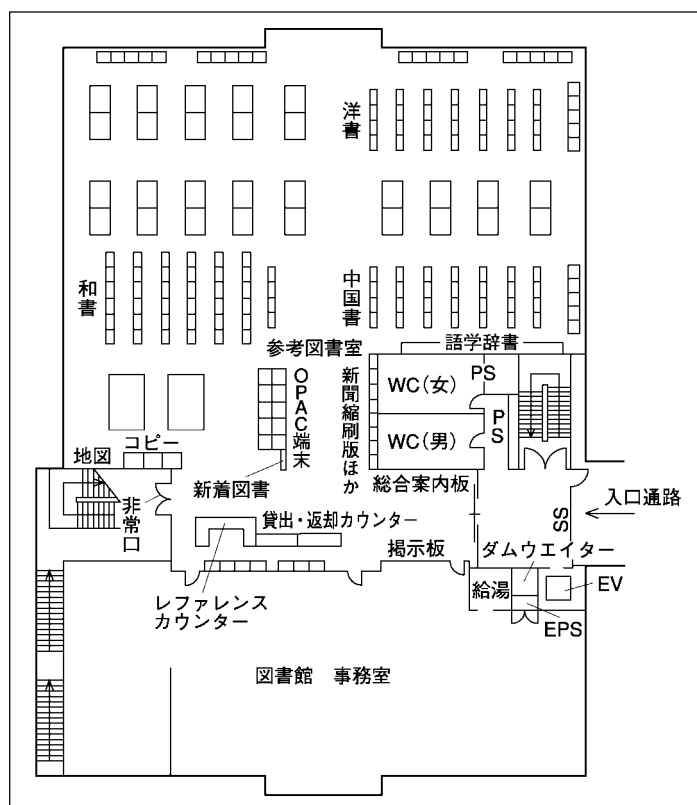 洋書
和書
中国書
参考図書室
語学辞書
OPAC端末
新聞縮刷版ほか
WC(女)
PS
PS
WC(男)
コピー
地図
新着図書
総合案内板
非常口
貸出・返却カウンター
入口通路
SS
掲示板
ダムウエイター
レファレンス
カウンター
給湯
EV
EPS
図書館 事務室